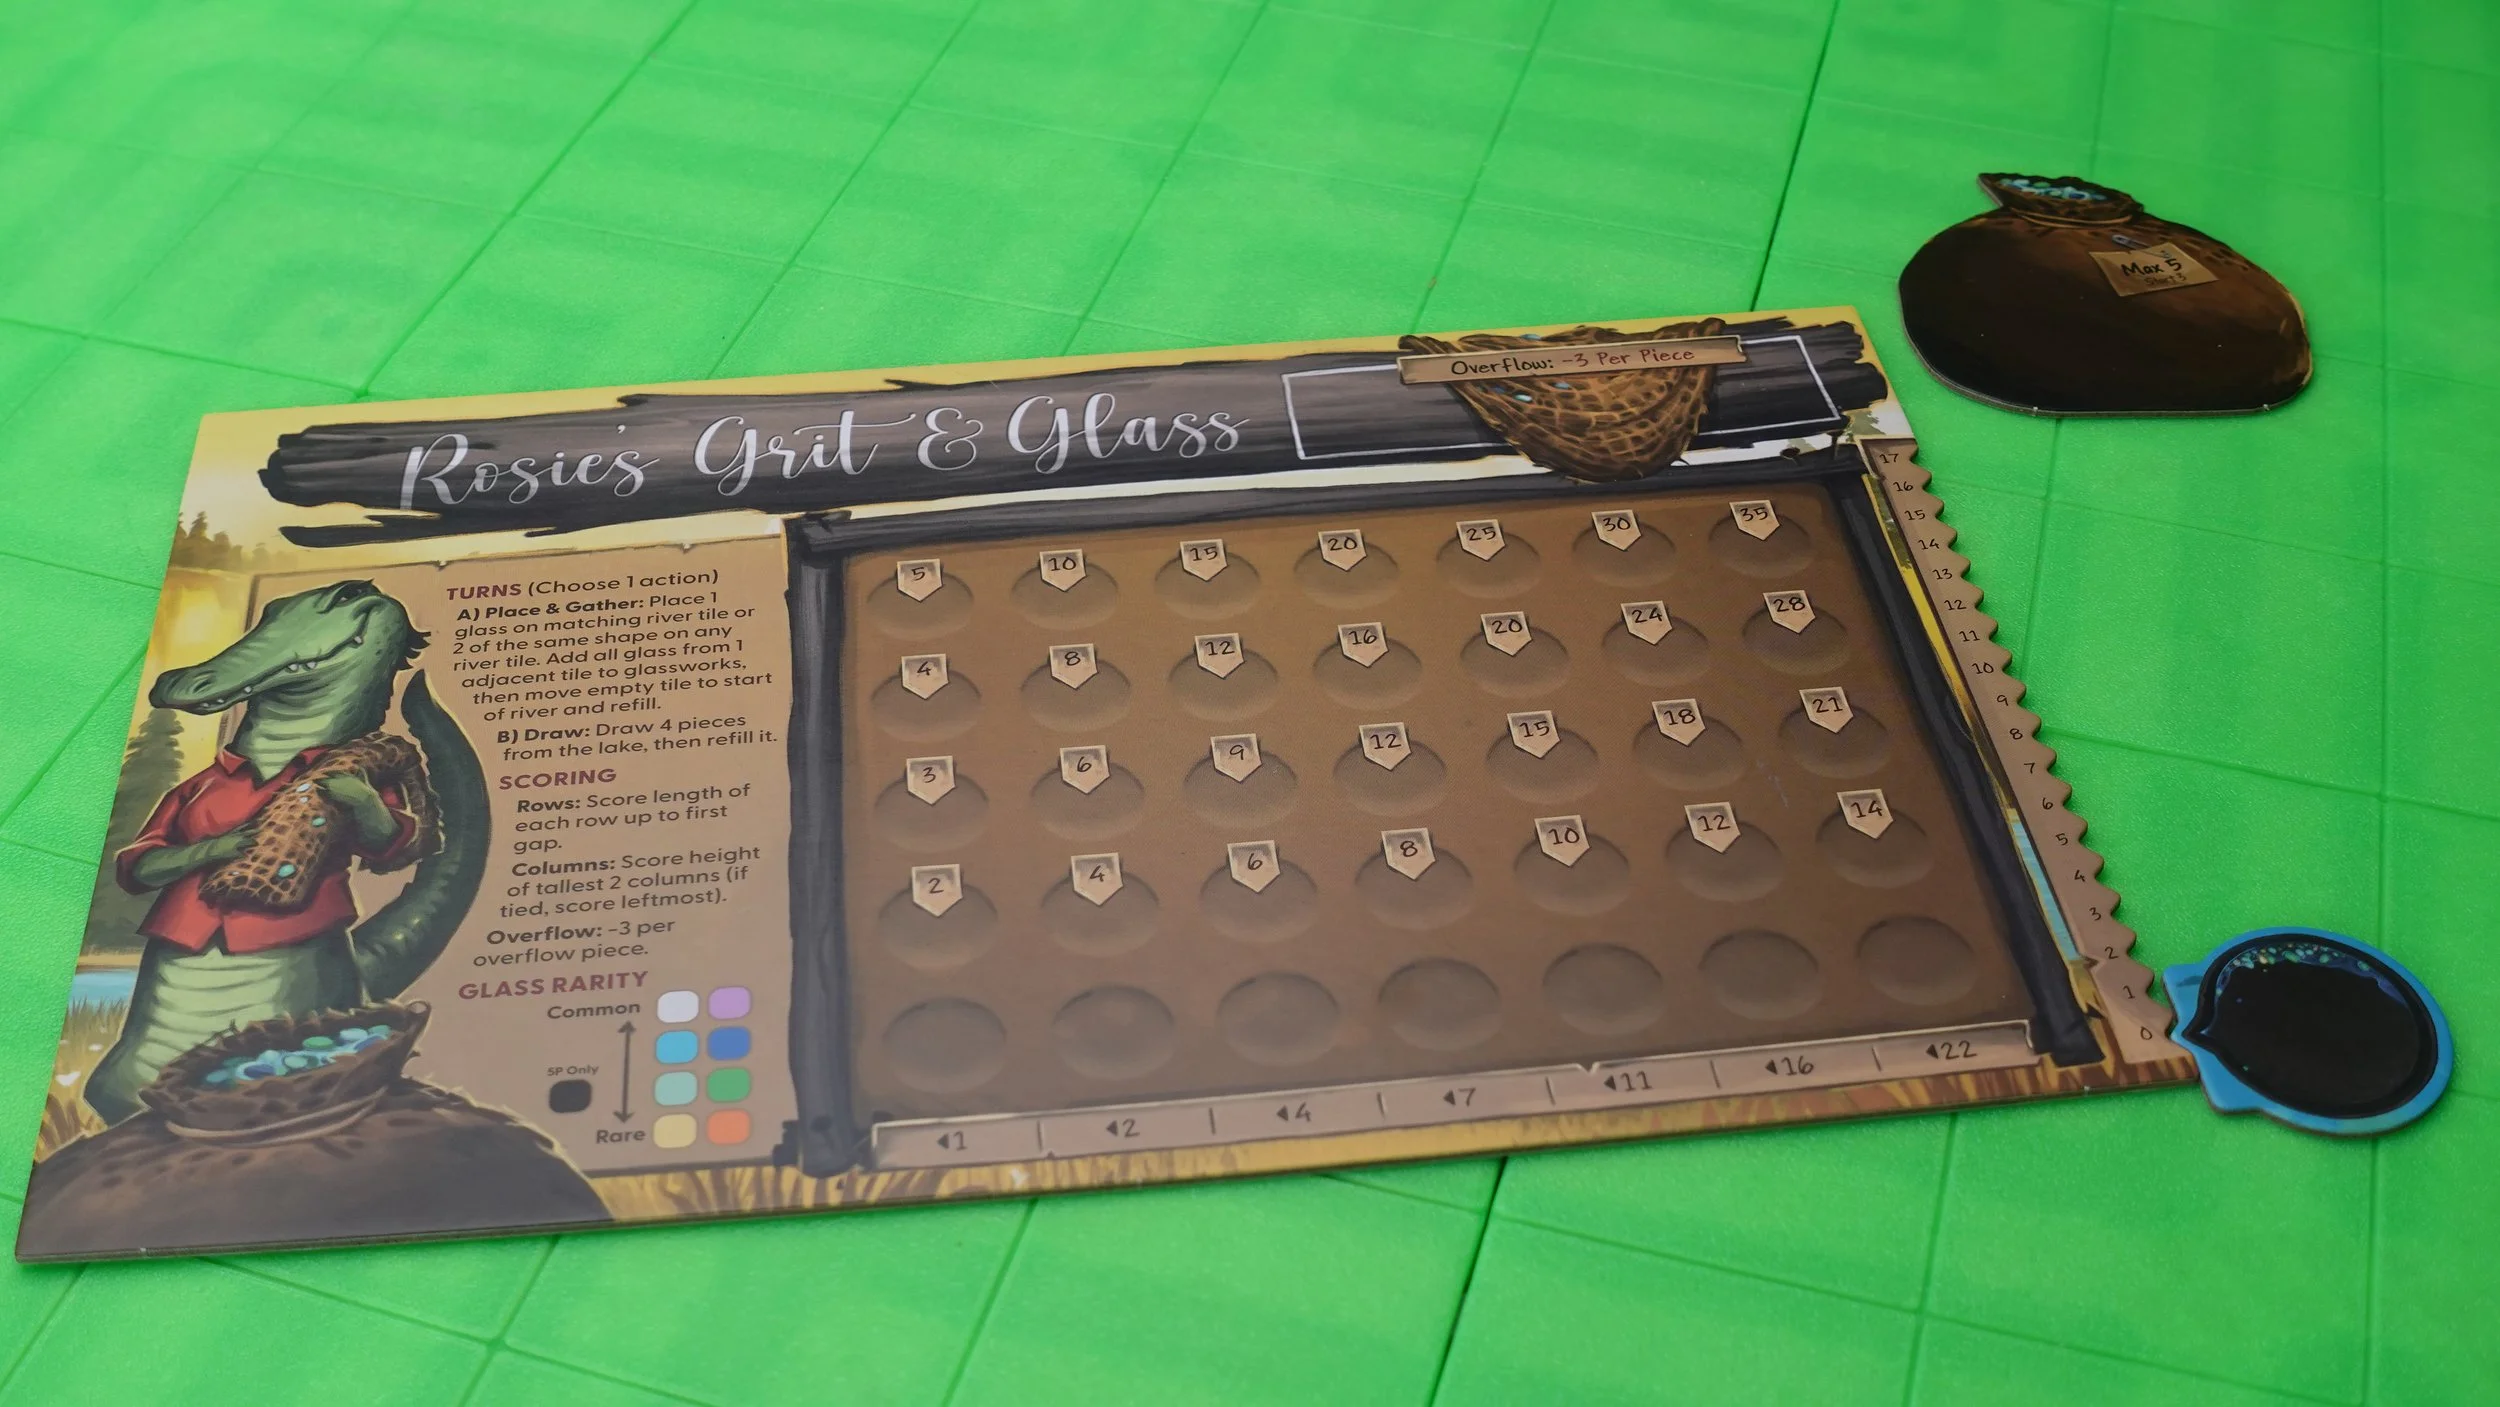 Max 5
Start 3
Overflow: -3 Per Piece
Rosie's Grit & Glass
TURNS (Choose 1 action)
A) Place & Gather: Place 1
glass on matching river tile or
2 of the same shape on any
river tile. Add all glass from 1
adjacent tile to glassworks,
then move empty tile to start
of river and refill.
B) Draw: Draw 4 pieces
from the lake, then refill it.
SCORING
Rows: Score length of
each row up to first
gap.
Columns: Score height
of tallest 2 columns (if
tied, score leftmost).
Overflow: -3 per
overflow piece.
GLASS RARITY
Common
5P Only
Rare
5 10 15 20 25 30 35
4 8 12 16 20 24 28
3 6 9 12 15 18 21
2 4 6 8 10 12 14
◀1 ◀2 ◀4 ◀7 ◀11 ◀16 ◀22
17
16
15
14
13
12
11
10
9
8
7
6
5
4
3
2
1
0